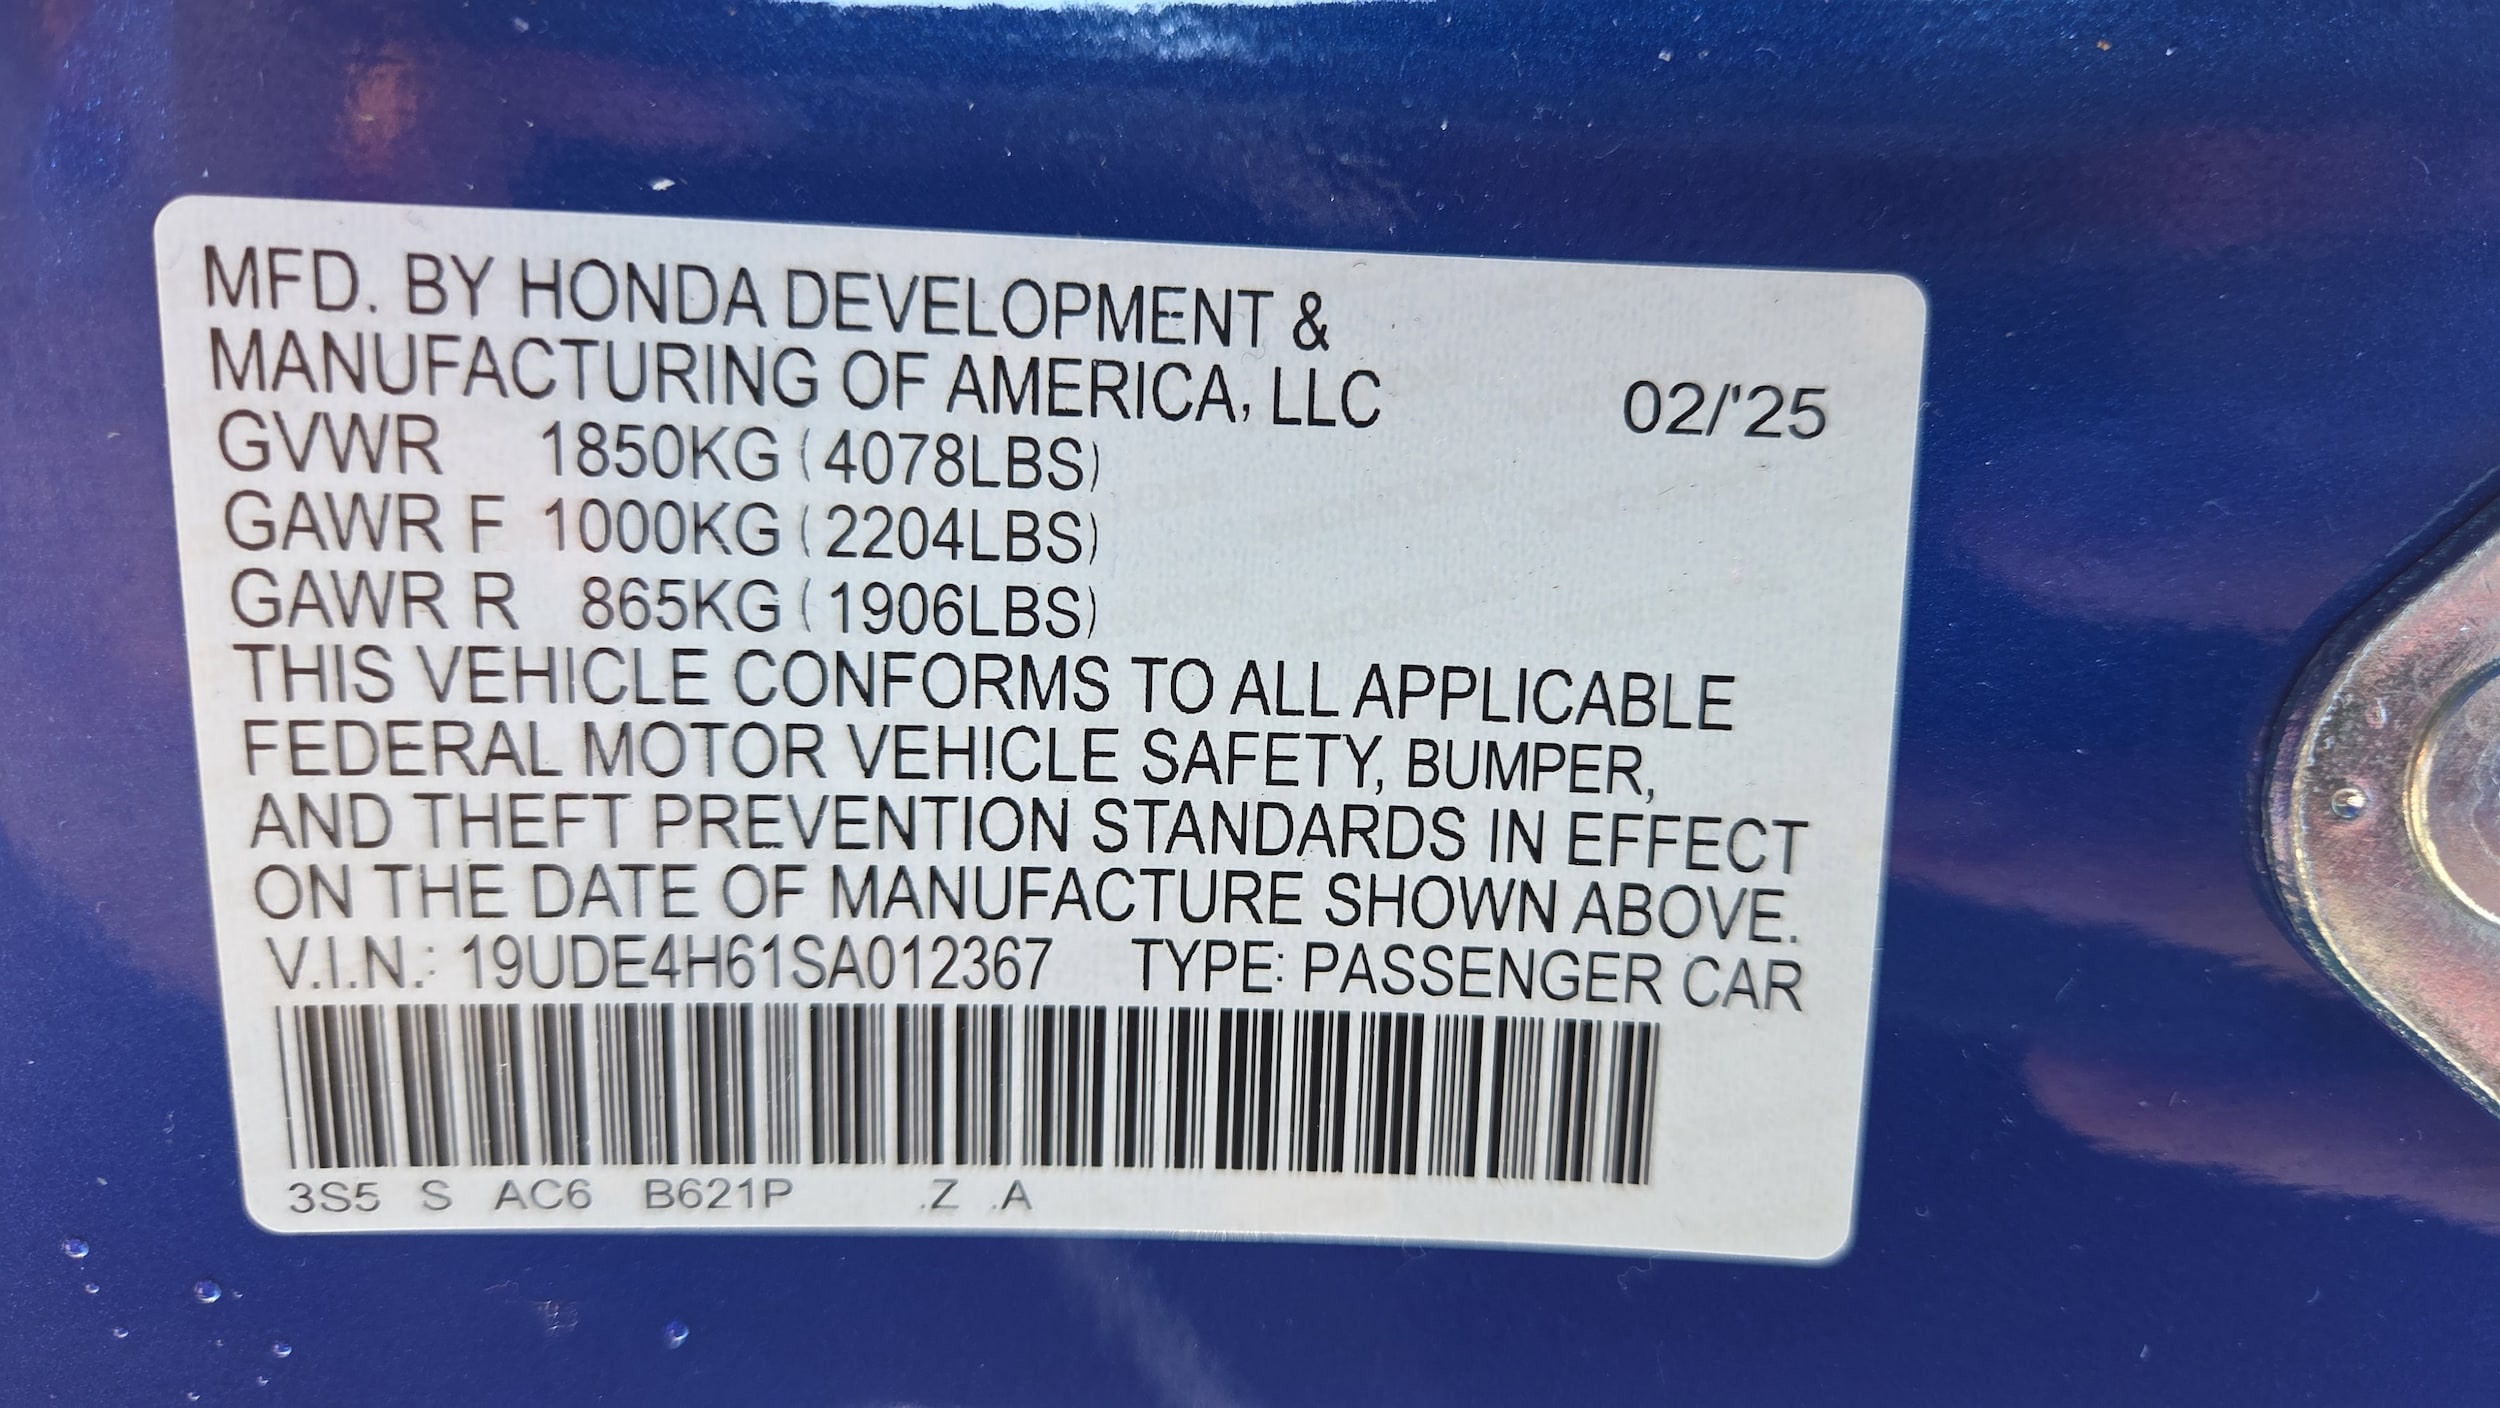 MFD. BY HONDA DEVELOPMENT &
MANUFACTURING OF AMERICA, LLC 02/'25
GVWR 1850KG (4078LBS)
GAWR F 1000KG (2204LBS)
GAWR R 865KG (1906LBS)
THIS VEHICLE CONFORMS TO ALL APPLICABLE
FEDERAL MOTOR VEHICLE SAFETY, BUMPER,
AND THEFT PREVENTION STANDARDS IN EFFECT
ON THE DATE OF MANUFACTURE SHOWN ABOVE.
V.I.N.: 19UDE4H61SA012367 TYPE: PASSENGER CAR
3S5 S AC6 B621P .Z .A